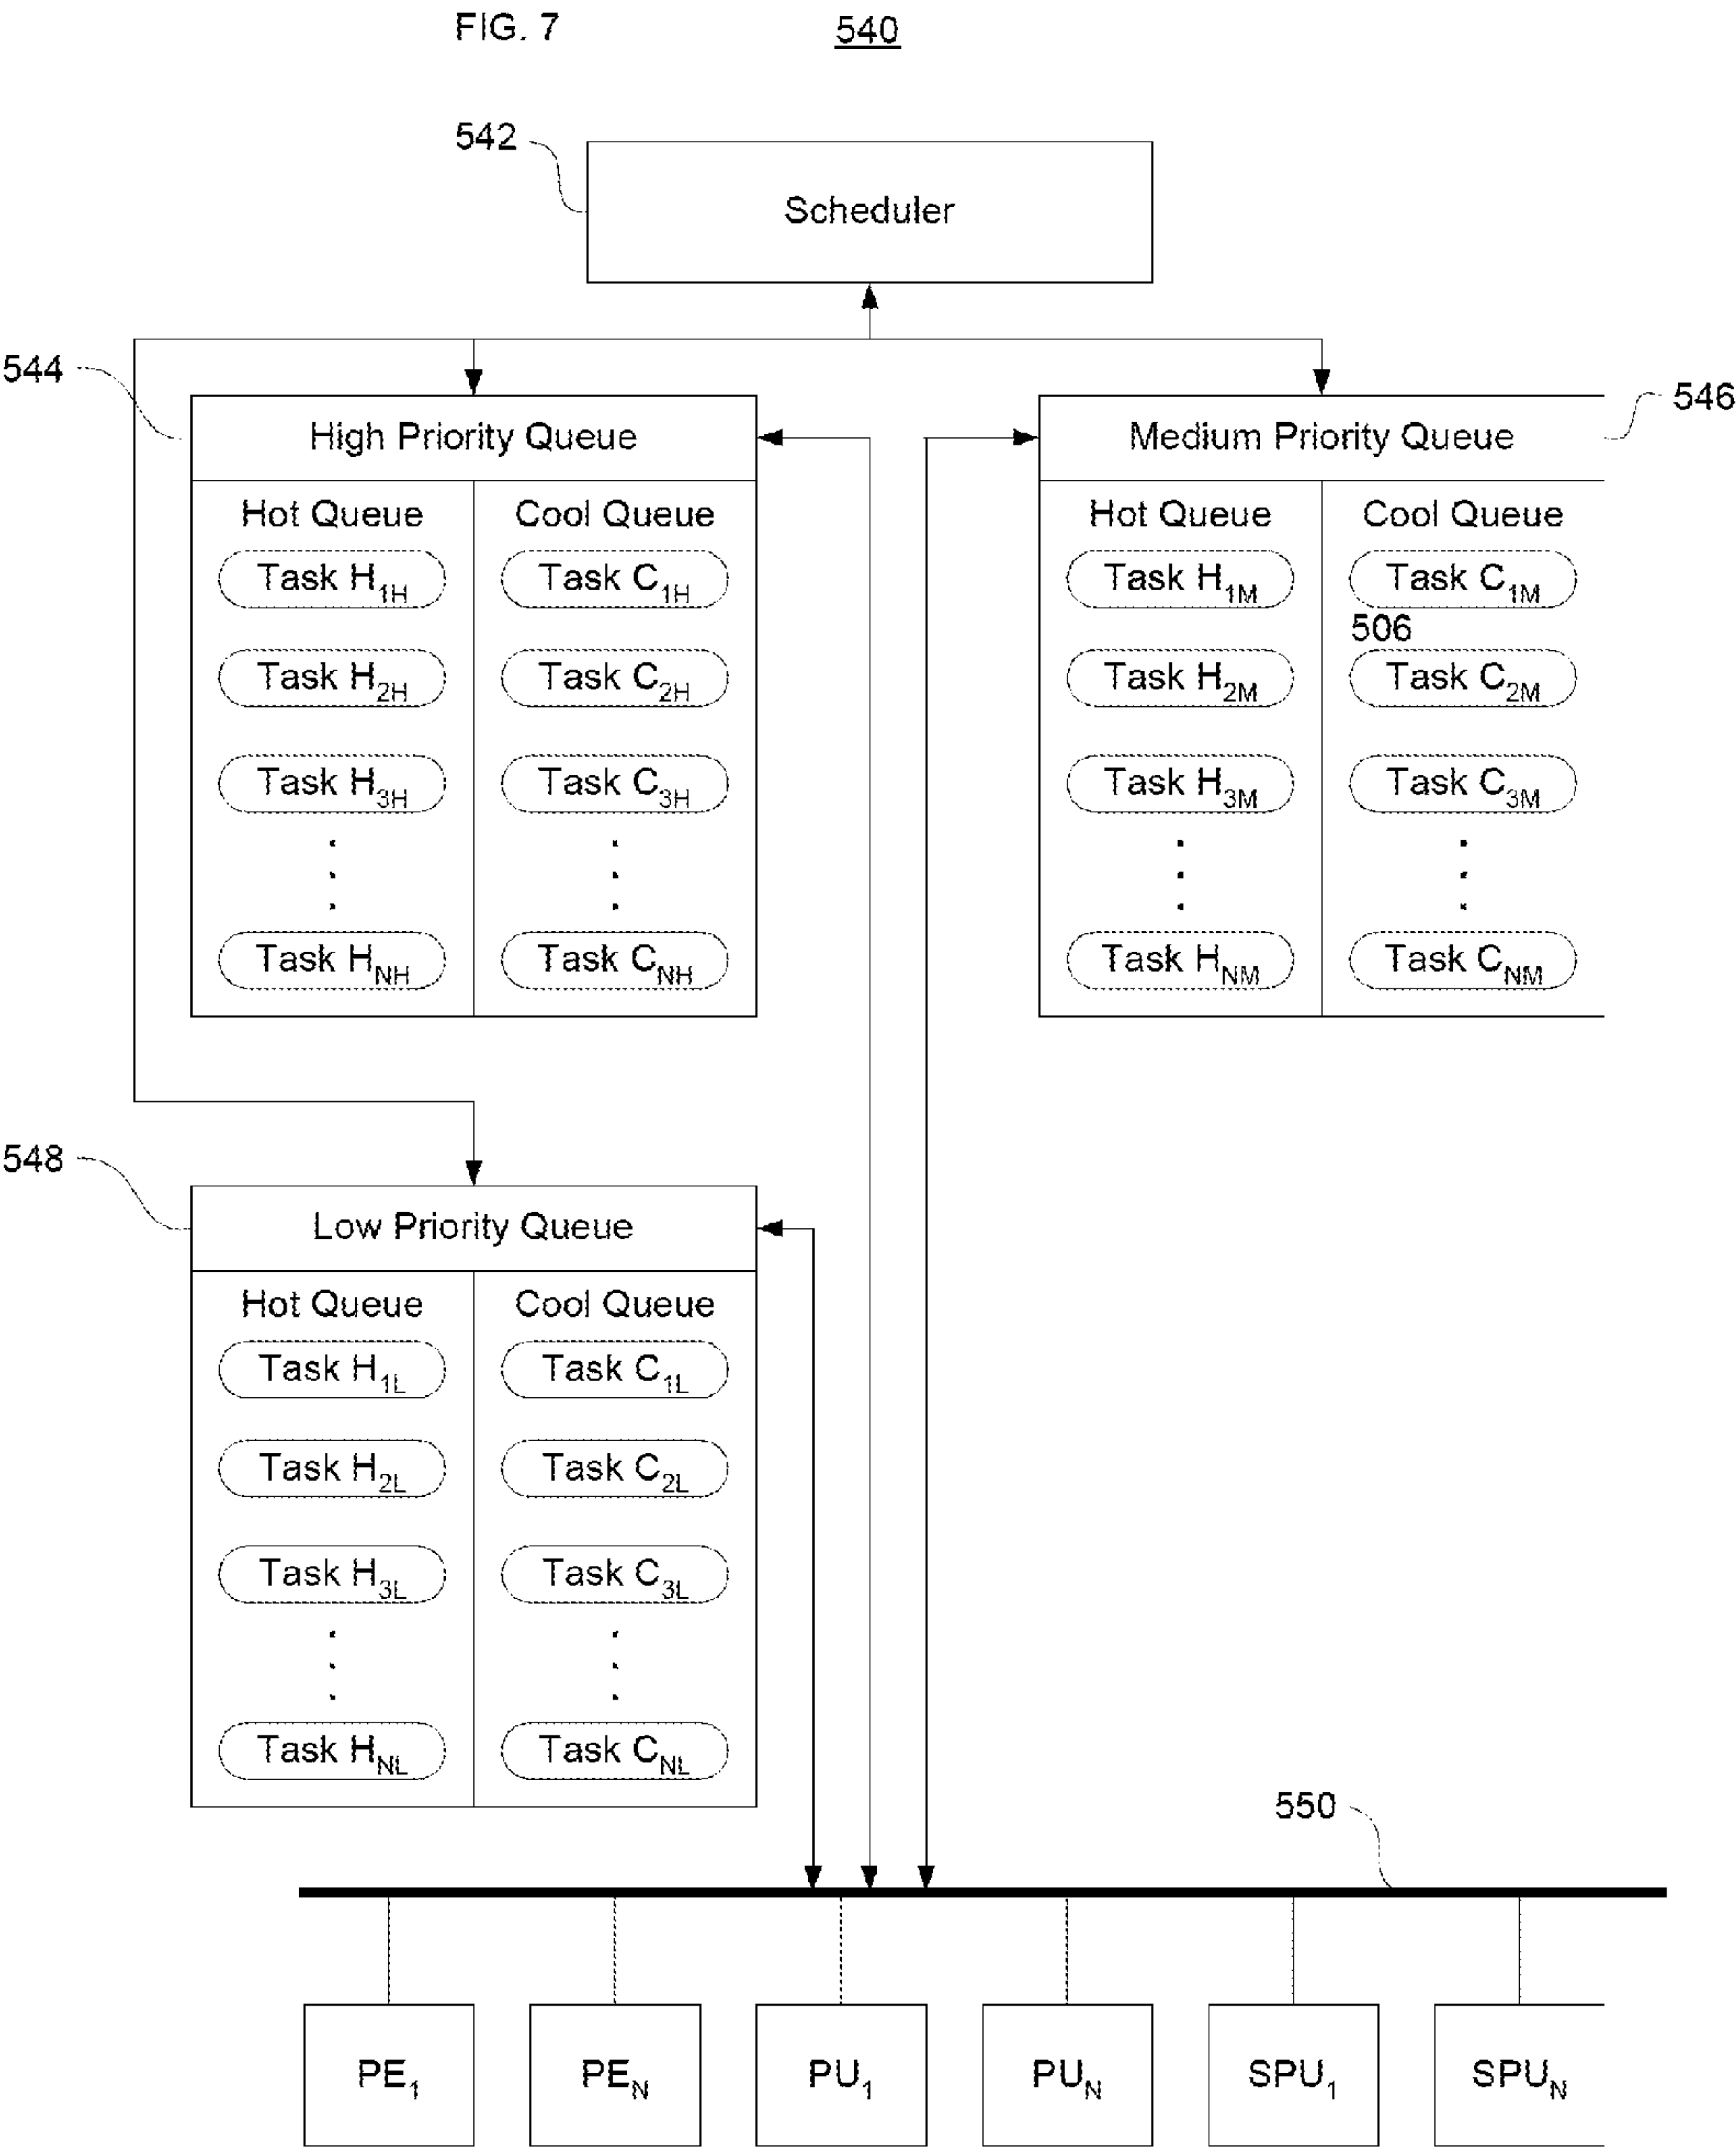 FIG. 7 540
542
Scheduler
544
High Priority Queue
Hot Queue Cool Queue
Task H1H Task C1H
Task H2H Task C2H
Task H3H Task C3H
Task HNH Task CNH
546
Medium Priority Queue
Hot Queue Cool Queue
Task H1M Task C1M
506
Task H2M Task C2M
Task H3M Task C3M
Task HNM Task CNM
548
Low Priority Queue
Hot Queue Cool Queue
Task H1L Task C1L
Task H2L Task C2L
Task H3L Task C3L
Task HNL Task CNL
550
PE1 PEN PU1 PUN SPU1 SPUN